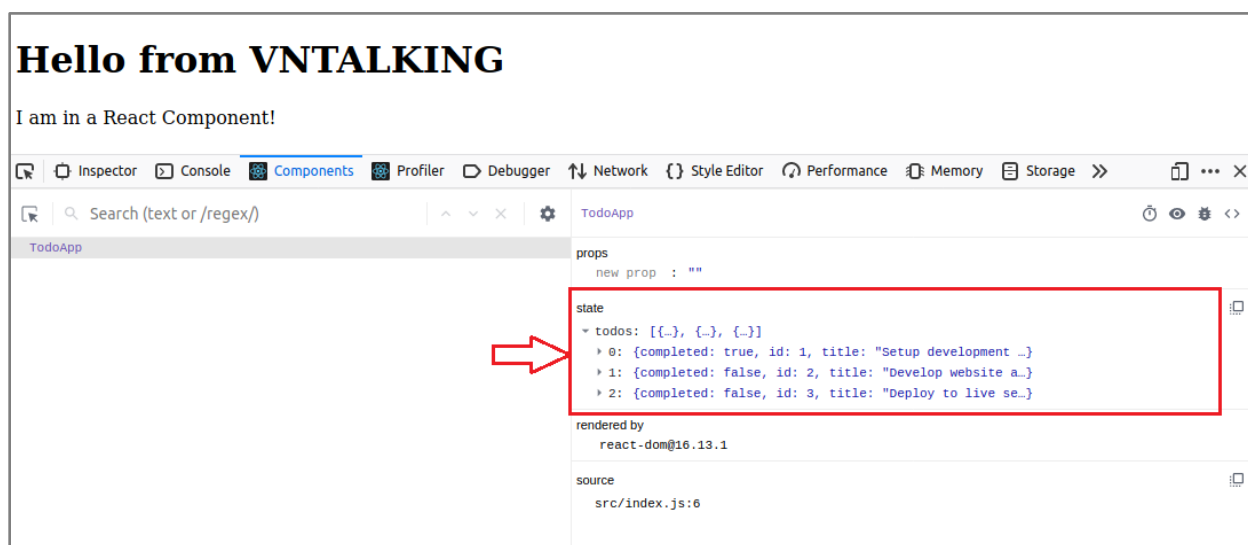 Hello from VNTALKING
I am in a React Component!
Inspector Console Components Profiler Debugger Network {} Style Editor Performance Memory Storage
Search (text or /regex/)
TodoApp
TodoApp
props
new prop : ""
state
todos: [{…}, {…}, {…}]
0: {completed: true, id: 1, title: "Setup development …}
1: {completed: false, id: 2, title: "Develop website a…}
2: {completed: false, id: 3, title: "Deploy to live se…}
rendered by
react-dom@16.13.1
source
src/index.js:6